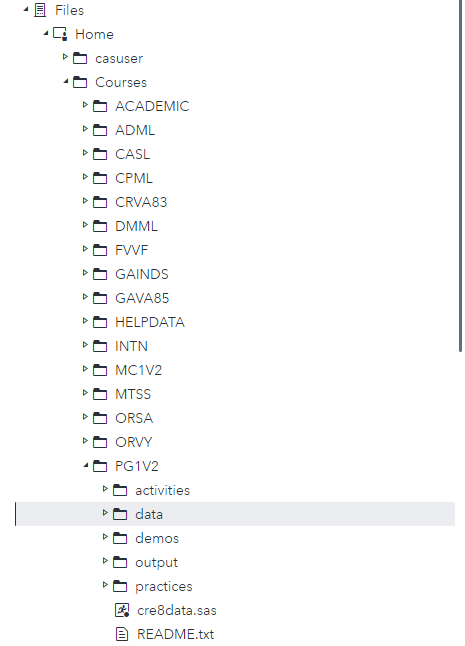 Files
Home
casuser
Courses
ACADEMIC
ADML
CASL
CPML
CRVA83
DMML
FVVF
GAINDS
GAVA85
HELPDATA
INTN
MC1V2
MTSS
ORSA
ORVY
PG1V2
activities
data
demos
output
practices
cre8data.sas
README.txt